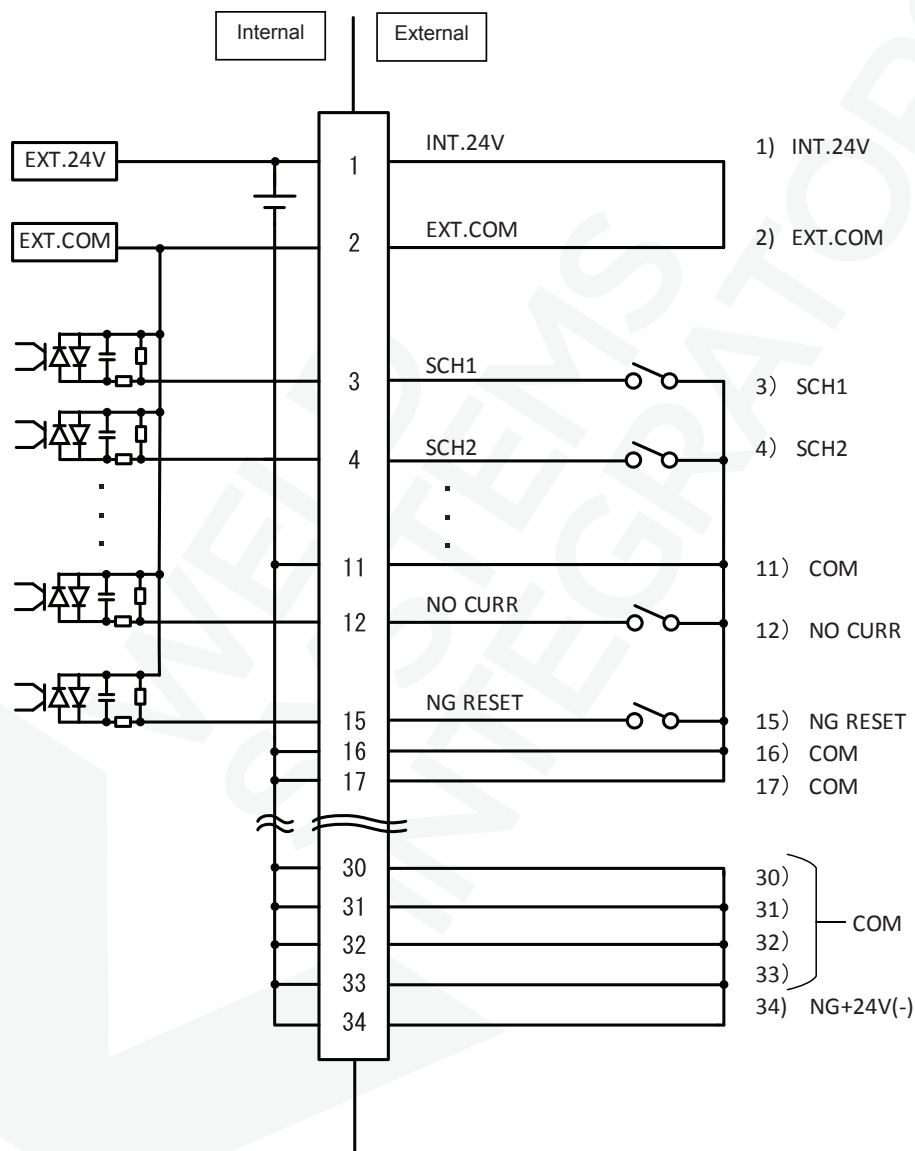 Internal External
EXT.24V 1 INT.24V 1) INT.24V
EXT.COM 2 EXT.COM 2) EXT.COM
3 SCH1 3) SCH1
4 SCH2 4) SCH2
11 11) COM
12 NO CURR 12) NO CURR
15 NG RESET 15) NG RESET
16 16) COM
17 17) COM
30 30)
31 31)
COM
32 32)
33 33)
34 34) NG+24V(-)
WELD
SYSTEMS
INTEGRATORS